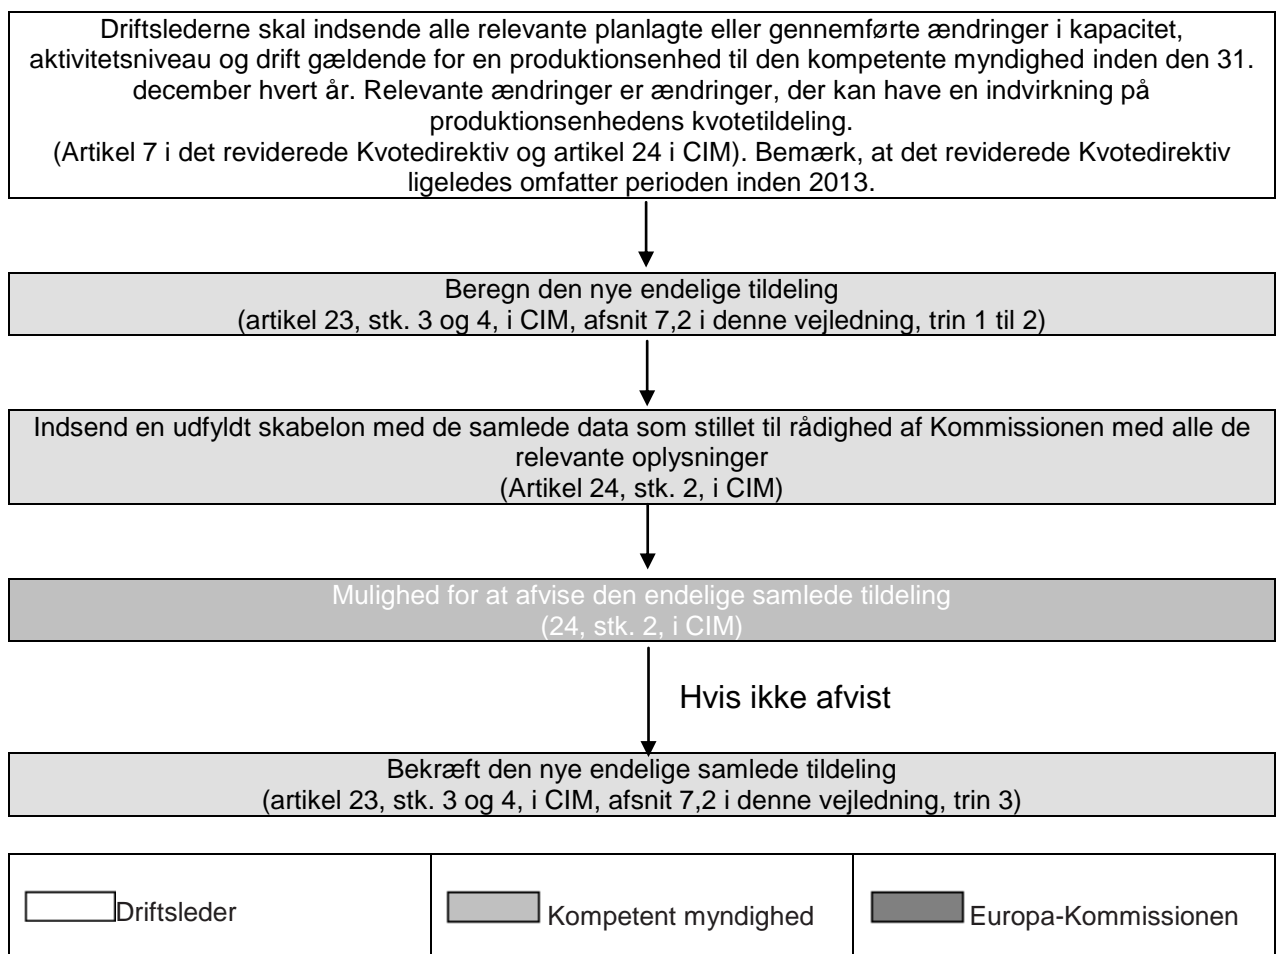 Driftslederne skal indsende alle relevante planlagte eller gennemførte ændringer i kapacitet,
aktivitetsniveau og drift gældende for en produktionsenhed til den kompetente myndighed inden den 31.
december hvert år. Relevante ændringer er ændringer, der kan have en indvirkning på
produktionsenhedens kvotetildeling.
(Artikel 7 i det reviderede Kvotedirektiv og artikel 24 i CIM). Bemærk, at det reviderede Kvotedirektiv
ligeledes omfatter perioden inden 2013.
Beregn den nye endelige tildeling
(artikel 23, stk. 3 og 4, i CIM, afsnit 7,2 i denne vejledning, trin 1 til 2)
Indsend en udfyldt skabelon med de samlede data som stillet til rådighed af Kommissionen med alle de
relevante oplysninger
(Artikel 24, stk. 2, i CIM)
Mulighed for at afvise den endelige samlede tildeling
(24, stk. 2, i CIM)
Hvis ikke afvist
Bekræft den nye endelige samlede tildeling
(artikel 23, stk. 3 og 4, i CIM, afsnit 7,2 i denne vejledning, trin 3)
Driftsleder
Kompetent myndighed
Europa-Kommissionen